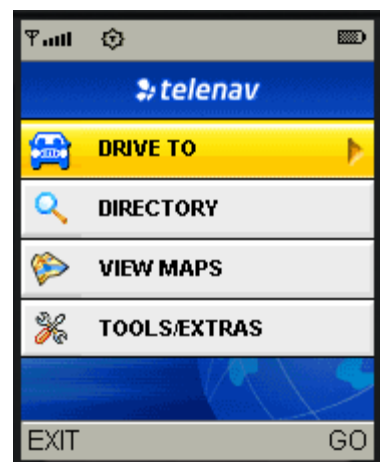 telenav
DRIVE TO
DIRECTORY
VIEW MAPS
TOOLS/EXTRAS
EXIT GO